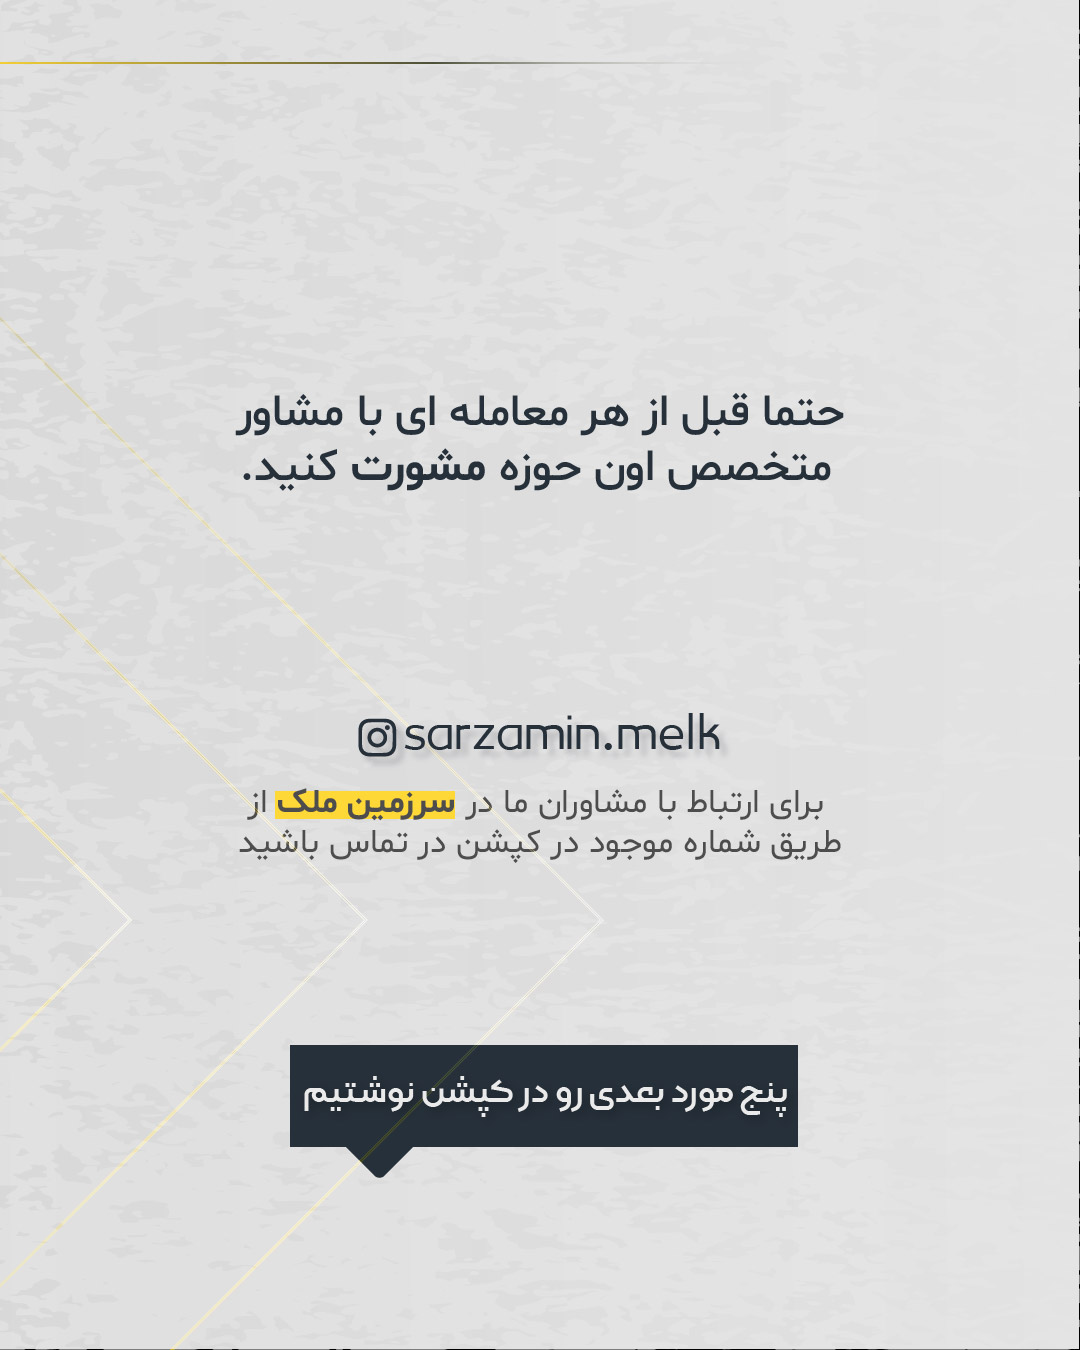 حتما قبل از هر معامله ای با مشاور
متخصص اون حوزه مشورت کنید.
sarzamin.melk
برای ارتباط با مشاوران ما در سرزمین ملک از
طریق شماره موجود در کپشن در تماس باشید
پنج مورد بعدی رو در کپشن نوشتیم